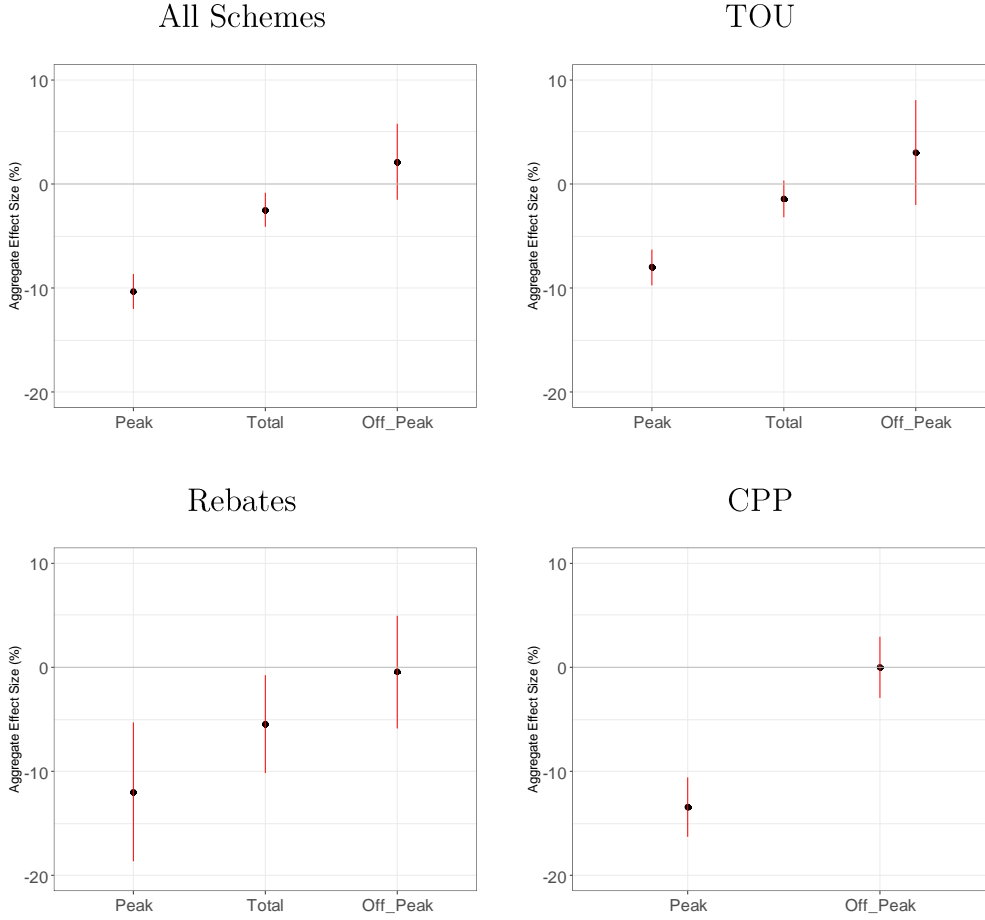 All Schemes
Aggregate Effect Size (%)
10
0
-10
-20
Peak Total Off_Peak
TOU
Aggregate Effect Size (%)
10
0
-10
-20
Peak Total Off_Peak
Rebates
Aggregate Effect Size (%)
10
0
-10
-20
Peak Total Off_Peak
CPP
Aggregate Effect Size (%)
10
0
-10
-20
Peak Off_Peak